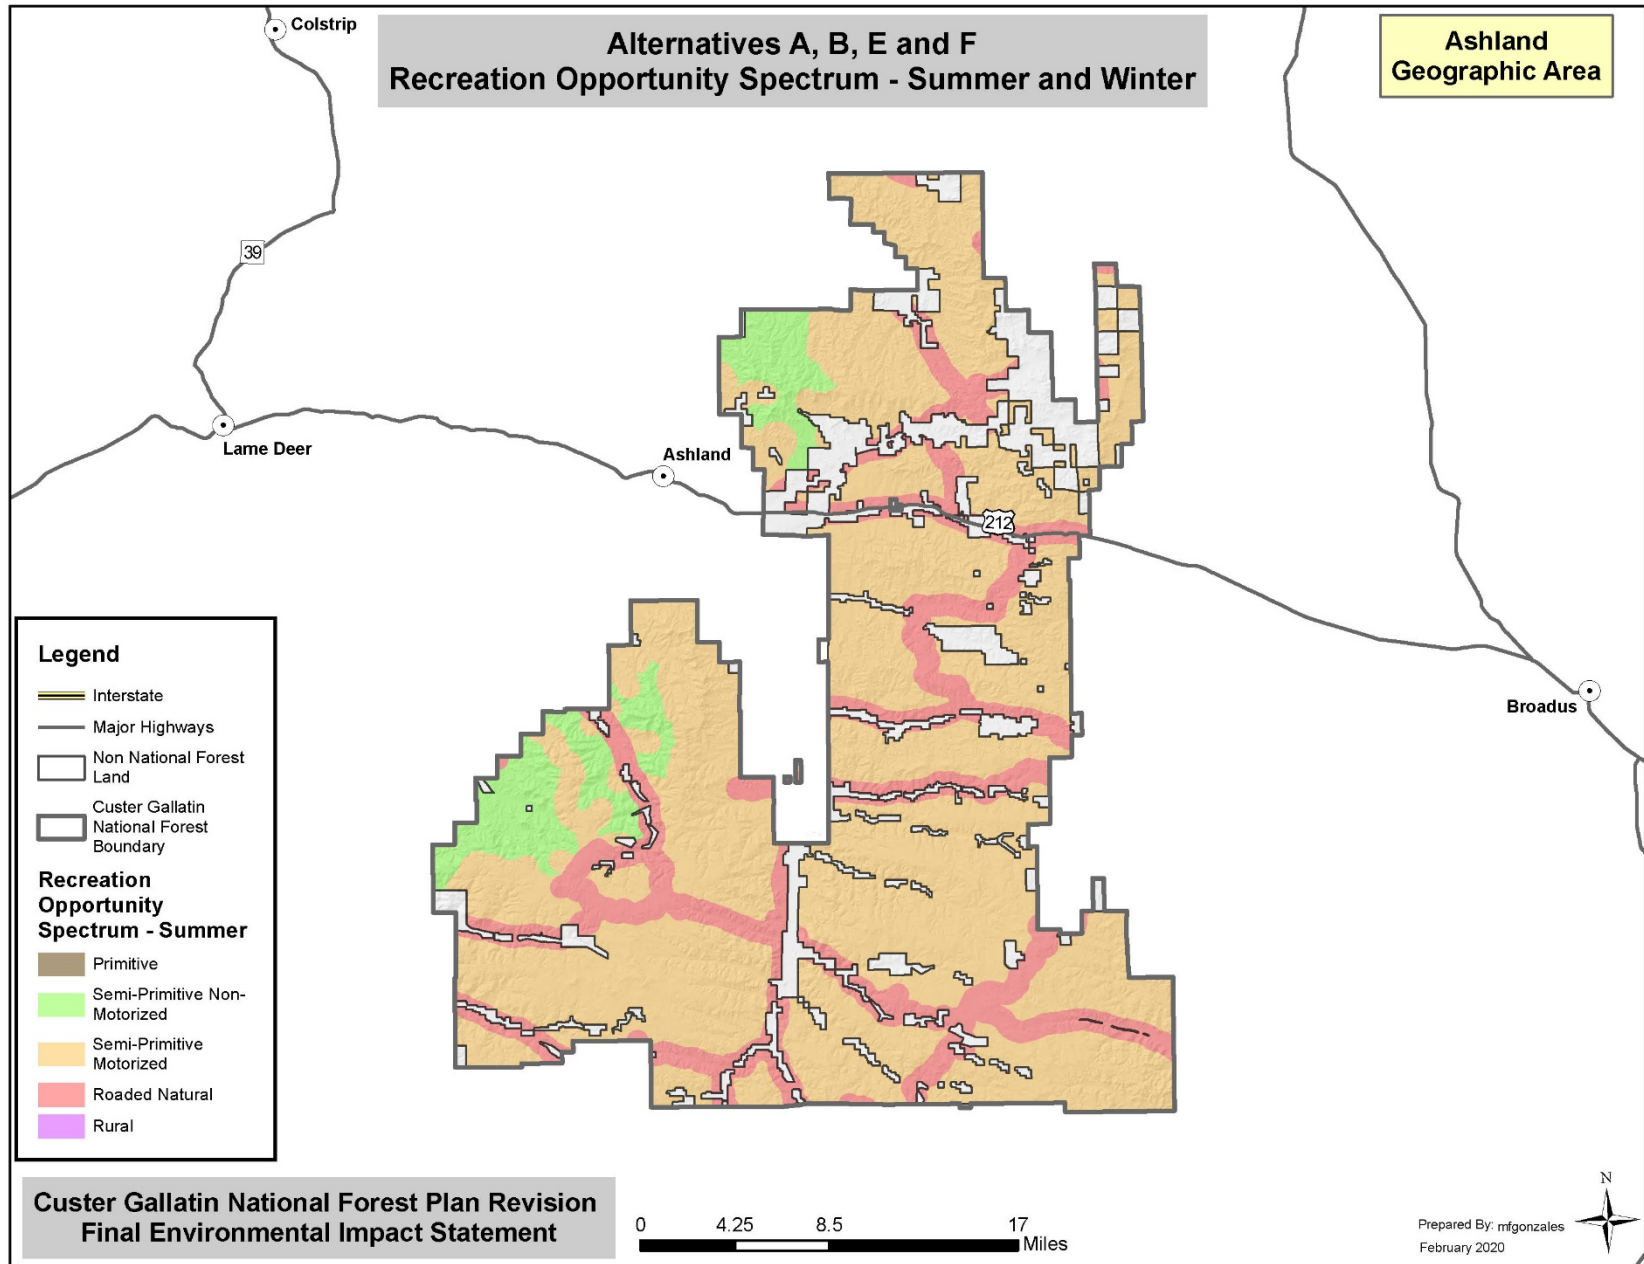 Colstrip
Alternatives A, B, E and F
Recreation Opportunity Spectrum - Summer and Winter
Ashland
Geographic Area
39
Lame Deer
Ashland
212
Broadus
Legend
Interstate
Major Highways
Non National Forest
Land
Custer Gallatin
National Forest
Boundary
Recreation
Opportunity
Spectrum - Summer
Primitive
Semi-Primitive Non-
Motorized
Semi-Primitive
Motorized
Roaded Natural
Rural
Custer Gallatin National Forest Plan Revision
Final Environmental Impact Statement
0 4.25 8.5 17
Miles
N
Prepared By: mfgonzales
February 2020